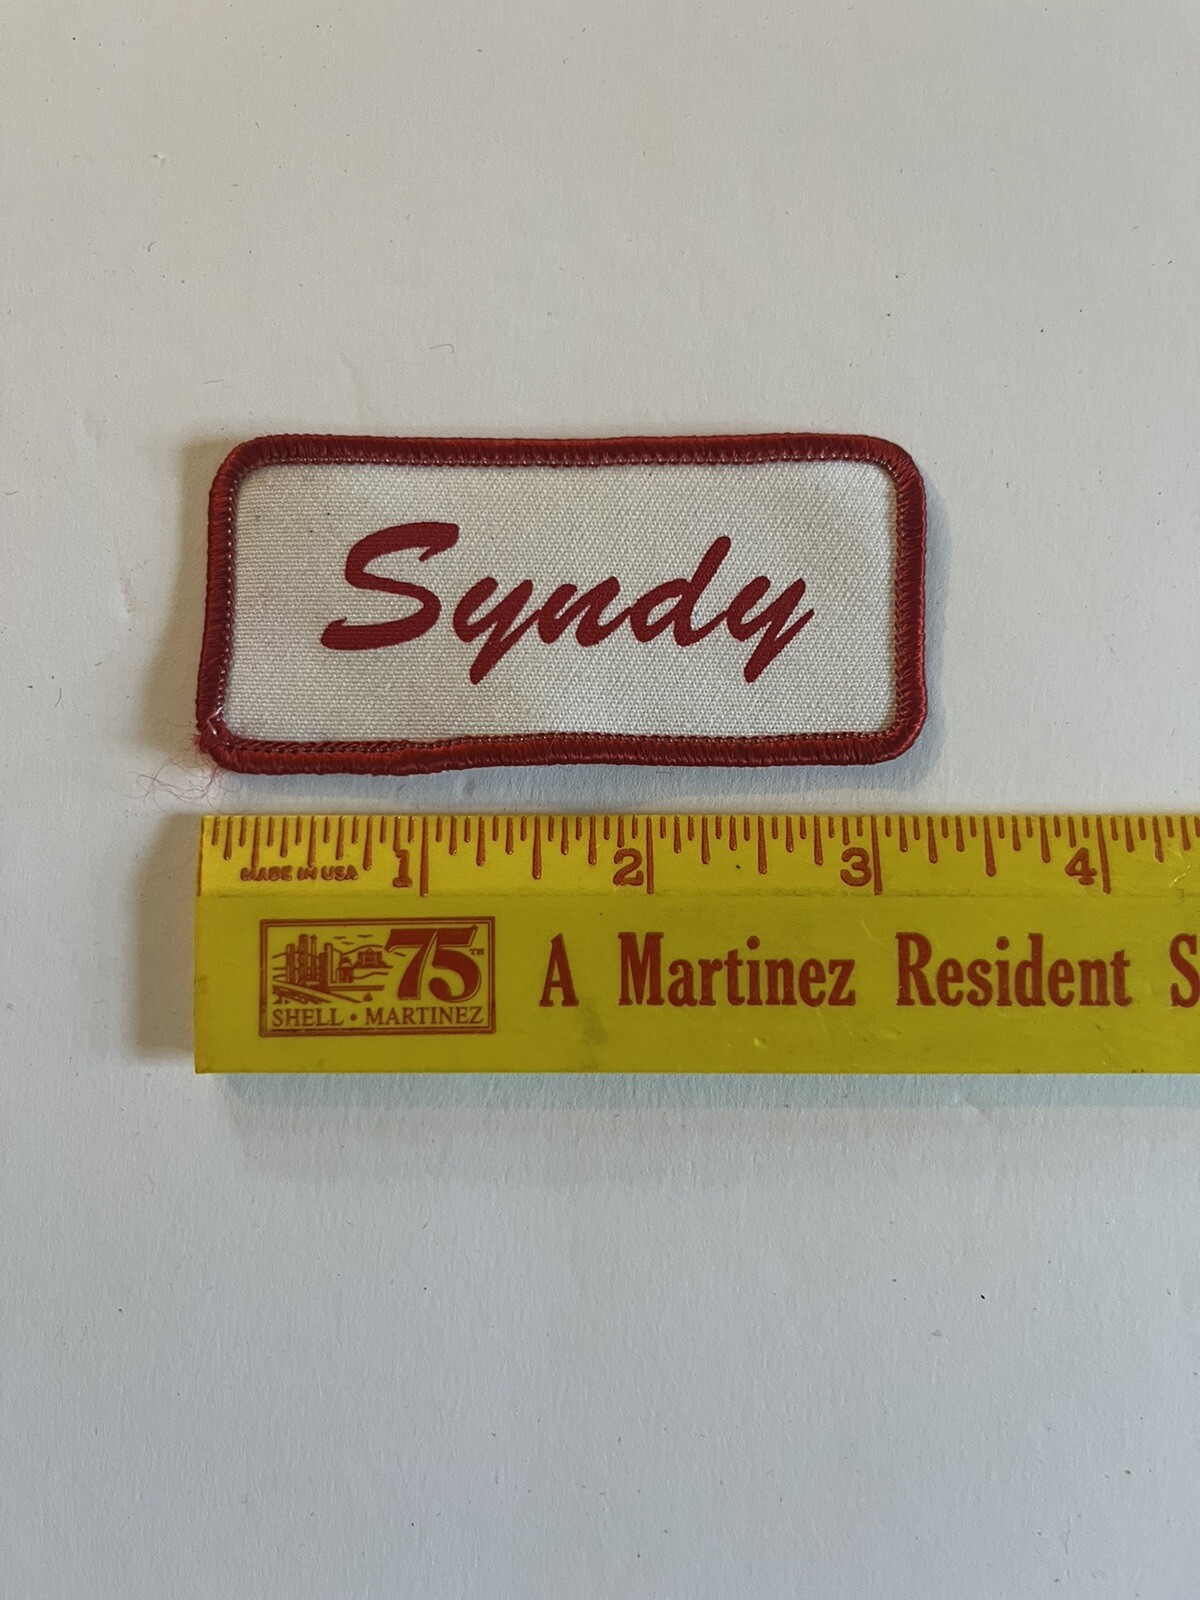 Syndy
1 2 3 4
MADE IN USA
75TH
SHELL • MARTINEZ
A Martinez Resident S